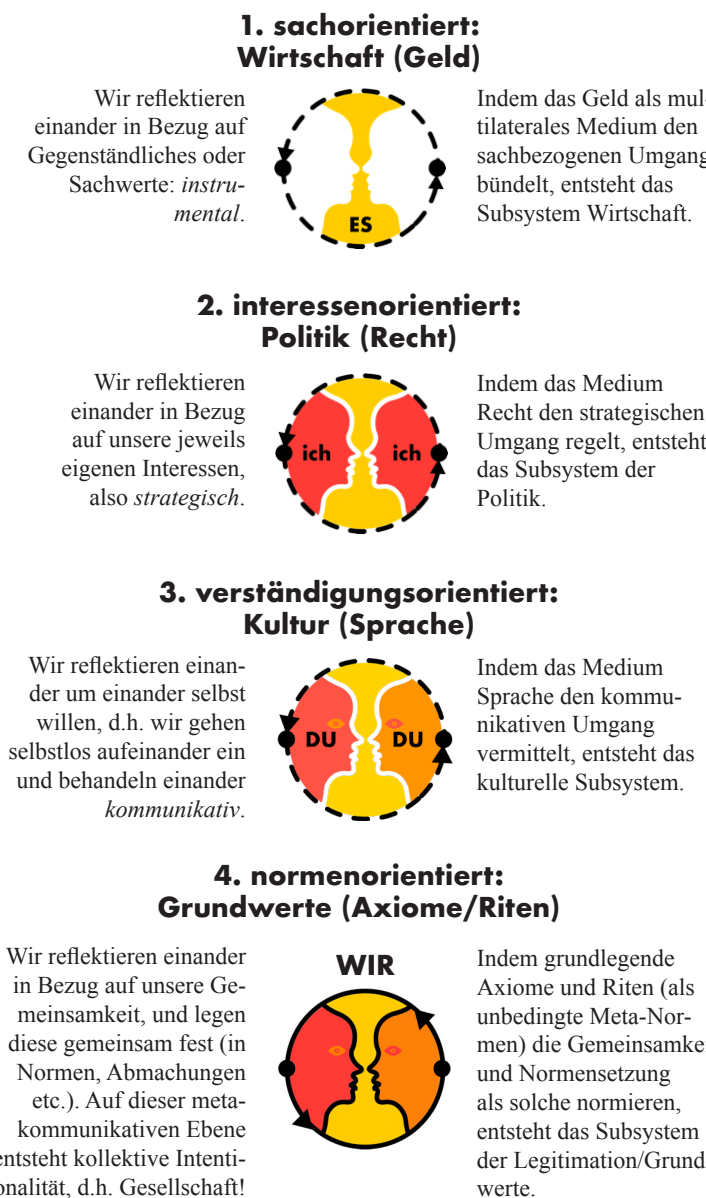 1. sachorientiert:
Wirtschaft (Geld)
Wir reflektieren
einander in Bezug auf
Gegenständliches oder
Sachwerte: instru-
mental.
ES
Indem das Geld als mul-
tilaterales Medium den
sachbezogenen Umgang
bündelt, entsteht das
Subsystem Wirtschaft.
2. interessenorientiert:
Politik (Recht)
Wir reflektieren
einander in Bezug
auf unsere jeweils
eigenen Interessen,
also strategisch.
ich ich
Indem das Medium
Recht den strategischen
Umgang regelt, entsteht
das Subsystem der
Politik.
3. verständigungsorientiert:
Kultur (Sprache)
Wir reflektieren einan-
der um einander selbst
willen, d.h. wir gehen
selbstlos aufeinander ein
und behandeln einander
kommunikativ.
DU DU
Indem das Medium
Sprache den kommu-
nikativen Umgang
vermittelt, entsteht das
kulturelle Subsystem.
4. normenorientiert:
Grundwerte (Axiome/Riten)
Wir reflektieren einander
in Bezug auf unsere Ge-
meinsamkeit, und legen
diese gemeinsam fest (in
Normen, Abmachungen
etc.). Auf dieser meta-
kommunikativen Ebene
entsteht kollektive Intenti-
onalität, d.h. Gesellschaft!
WIR
Indem grundlegende
Axiome und Riten (als
unbedingte Meta-Nor-
men) die Gemeinsamkei
und Normensetzung
als solche normieren,
entsteht das Subsystem
der Legitimation/Grund
werte.